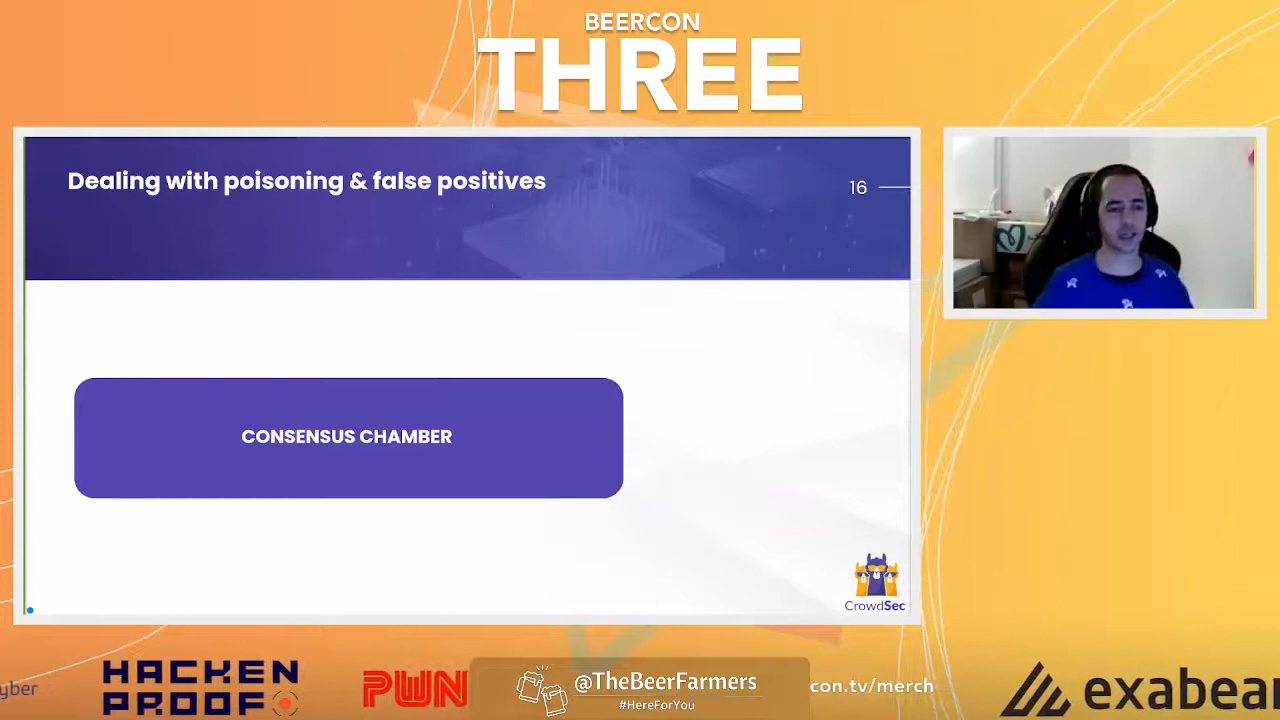 BEERCON
THREE
Dealing with poisoning & false positives
16
CONSENSUS CHAMBER
CrowdSec
yber
HACKEN
PROOF
PWN
@TheBeerFarmers
#HereForYou
con.tv/merch
exabea